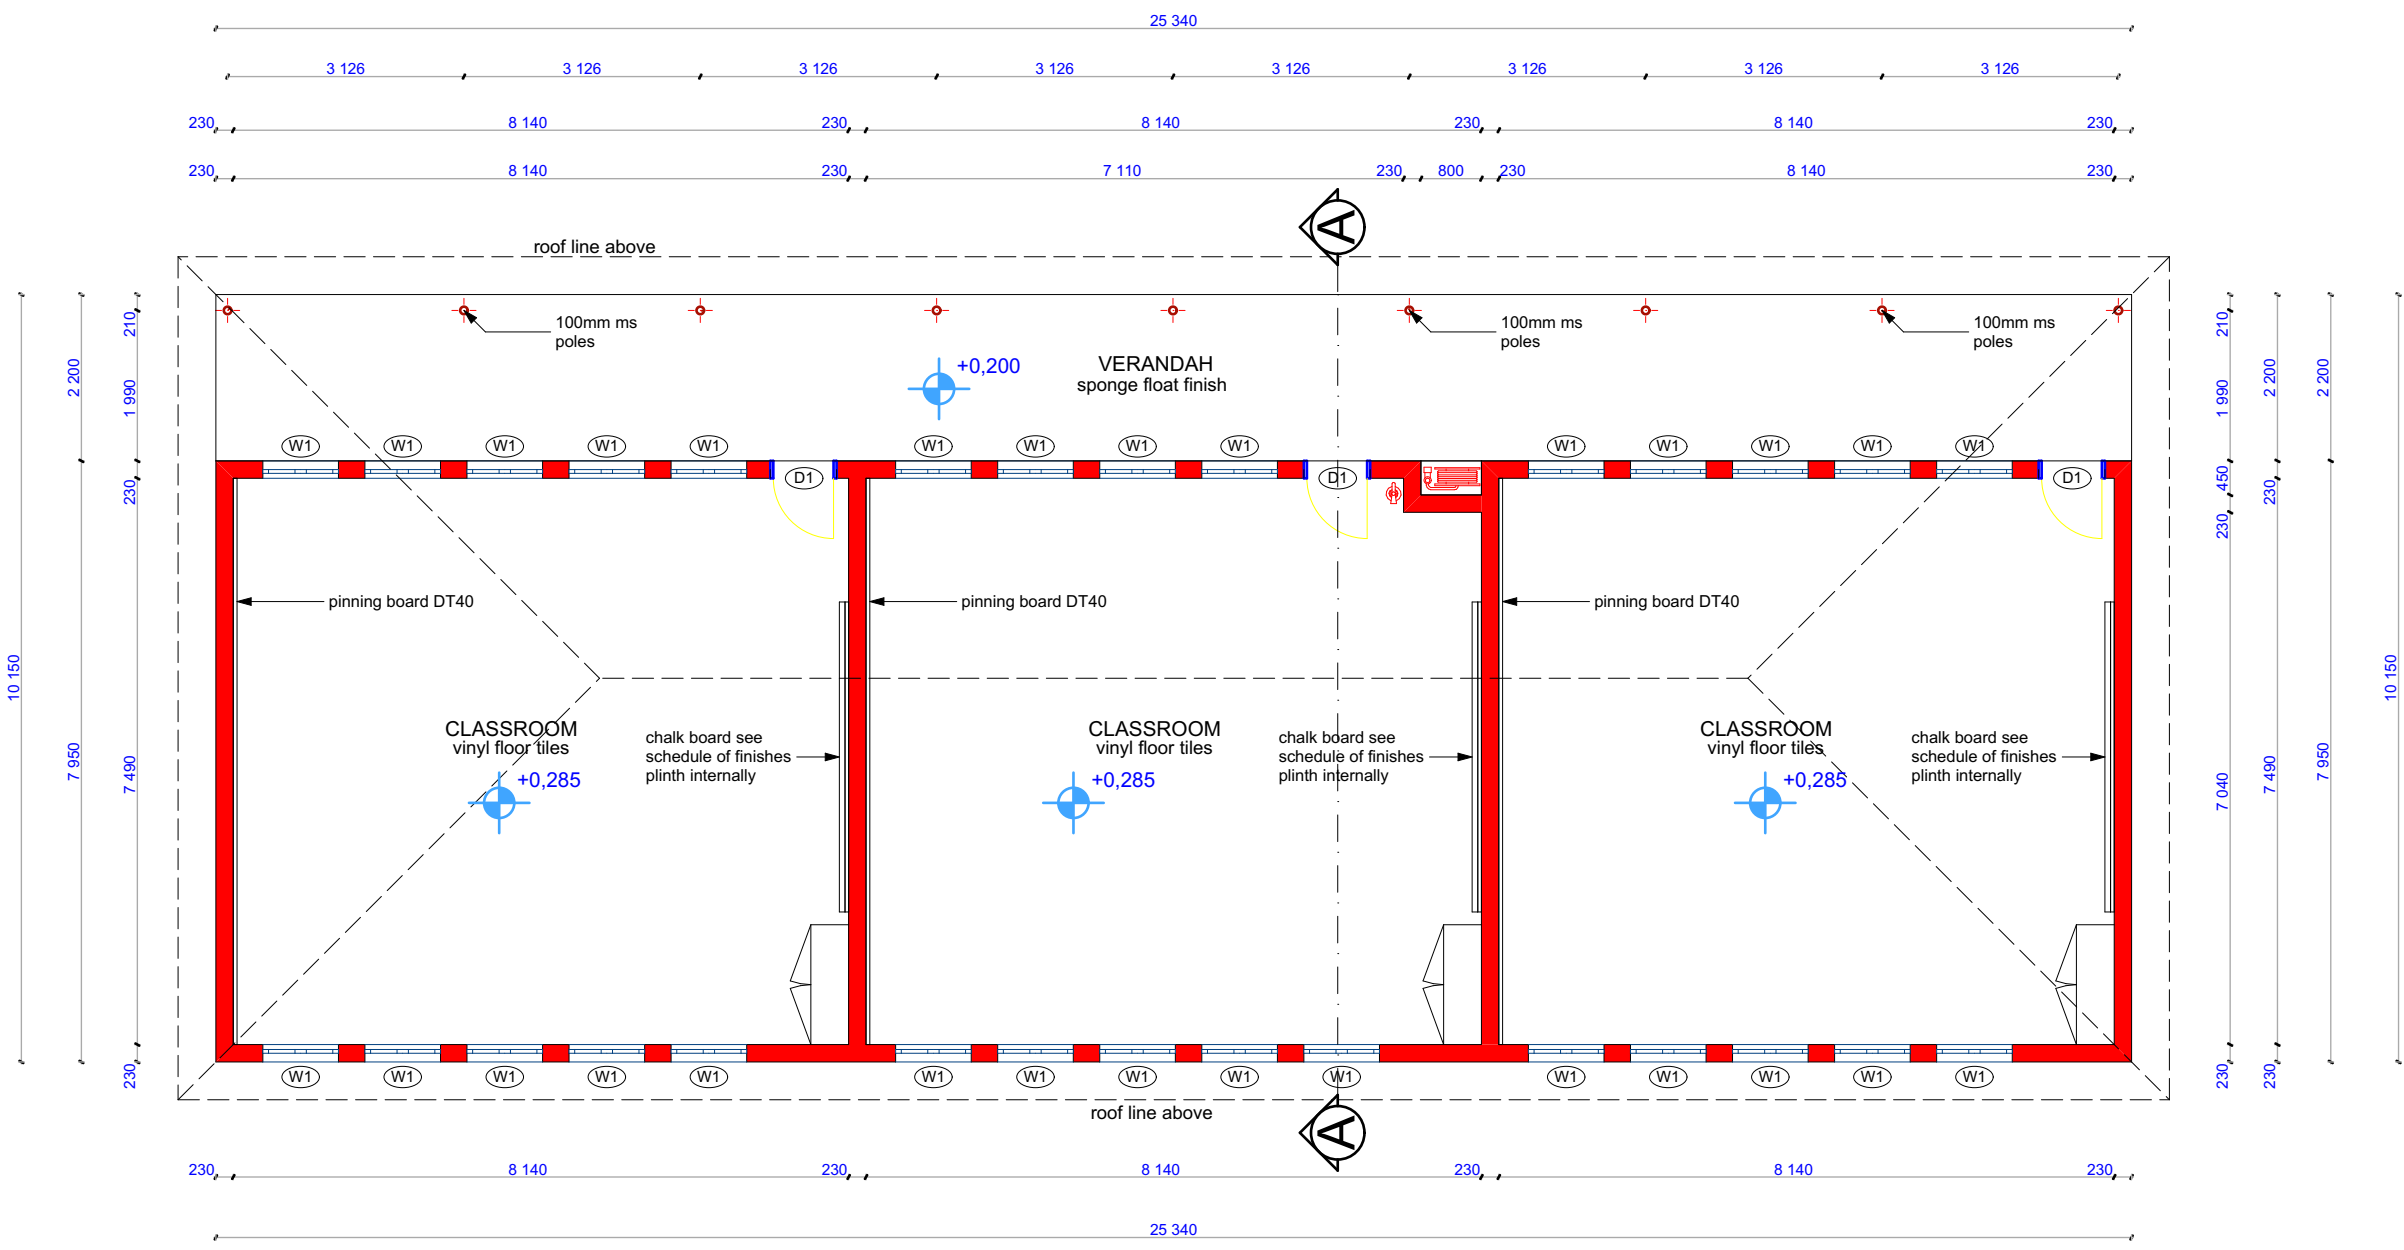 25 340
3 126 3 126 3 126 3 126 3 126 3 126 3 126 3 126
230 8 140 230 8 140 230 8 140 230
230 8 140 230 7 110 230 800 230 8 140 230
A
roof line above
210
100mm ms
poles
100mm ms
poles
100mm ms
poles
210
2 200
1 990
+0,200
VERANDAH
sponge float finish
1 990
2 200
2 200
W1 W1 W1 W1 W1 W1 W1 W1 W1 W1 W1 W1 W1 W1
D1 D1 D1
230
450
230
230
pinning board DT40 pinning board DT40 pinning board DT40
10 150
7 950
7 490
CLASSROOM
vinyl floor tiles
+0,285
chalk board see
schedule of finishes
plinth internally
CLASSROOM
vinyl floor tiles
+0,285
chalk board see
schedule of finishes
plinth internally
CLASSROOM
vinyl floor tiles
+0,285
chalk board see
schedule of finishes
plinth internally
7 040
7 490
7 950
10 150
230
W1 W1 W1 W1 W1 W1 W1 W1 W1 W1 W1 W1 W1 W1 W1
230
230
roof line above
A
230 8 140 230 8 140 230 8 140 230
25 340